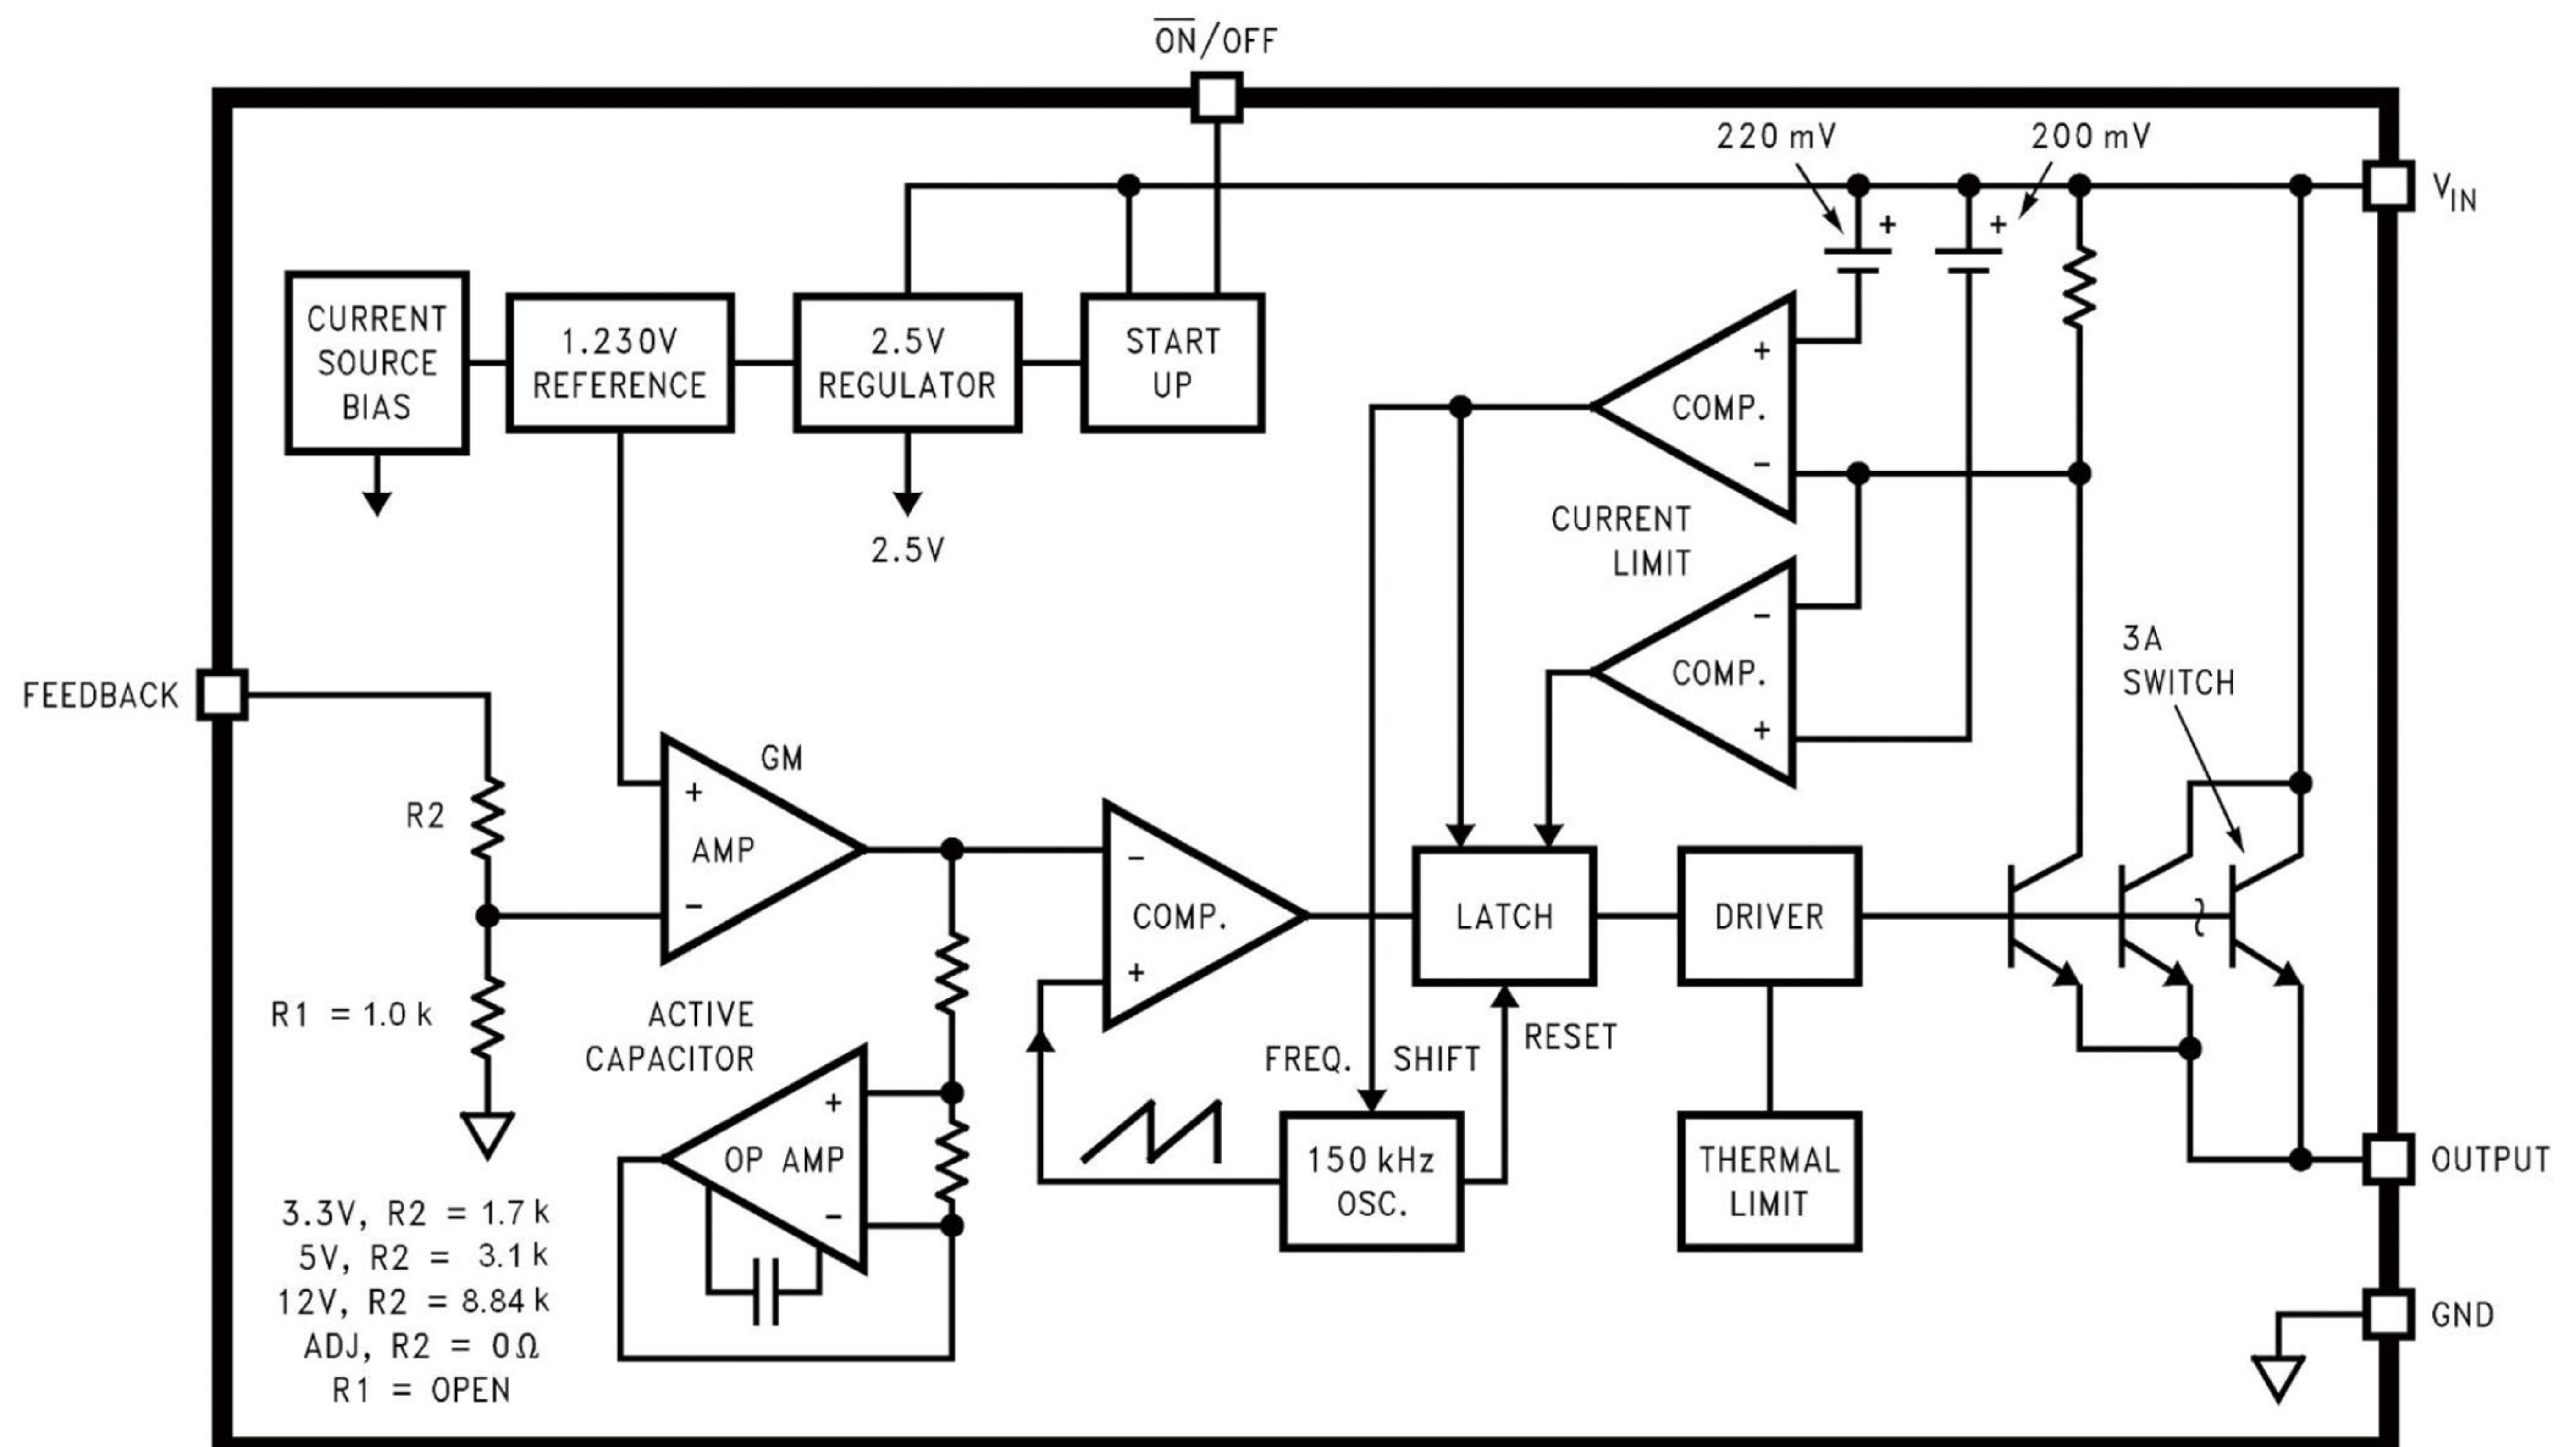 ON/OFF
220 mV
200 mV
VIN
CURRENT
SOURCE
BIAS
1.230V
REFERENCE
2.5V
REGULATOR
START
UP
2.5V
+
+
+
COMP.
-
CURRENT
LIMIT
-
COMP.
+
3A
SWITCH
FEEDBACK
R2
R1 = 1.0 k
GM
+
AMP
-
-
COMP.
+
LATCH
DRIVER
ACTIVE
CAPACITOR
+
OP AMP
-
FREQ. SHIFT
RESET
150 kHz
OSC.
THERMAL
LIMIT
OUTPUT
GND
3.3V, R2 = 1.7 k
5V, R2 = 3.1 k
12V, R2 = 8.84 k
ADJ, R2 = 0Ω
R1 = OPEN